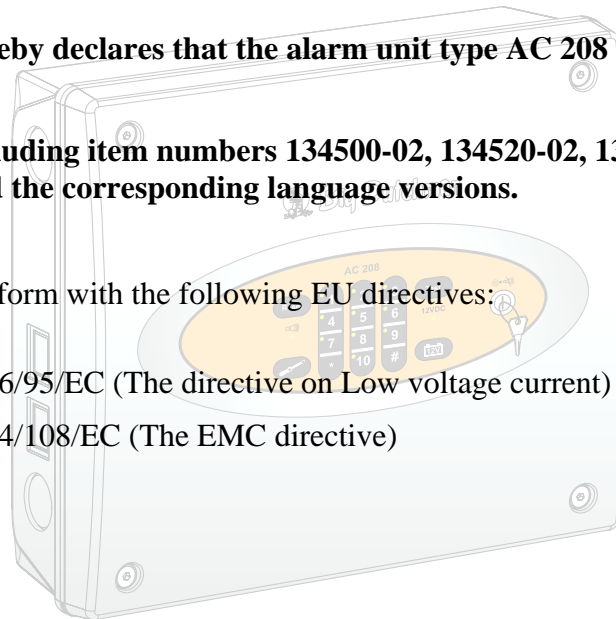 eby declares that the alarm unit type AC 208
luding item numbers 134500-02, 134520-02, 13
d the corresponding language versions.
form with the following EU directives:
6/95/EC (The directive on Low voltage current)
4/108/EC (The EMC directive)
AC 208
4 5 6
7 8 9
* 10 #
12VDC
12V